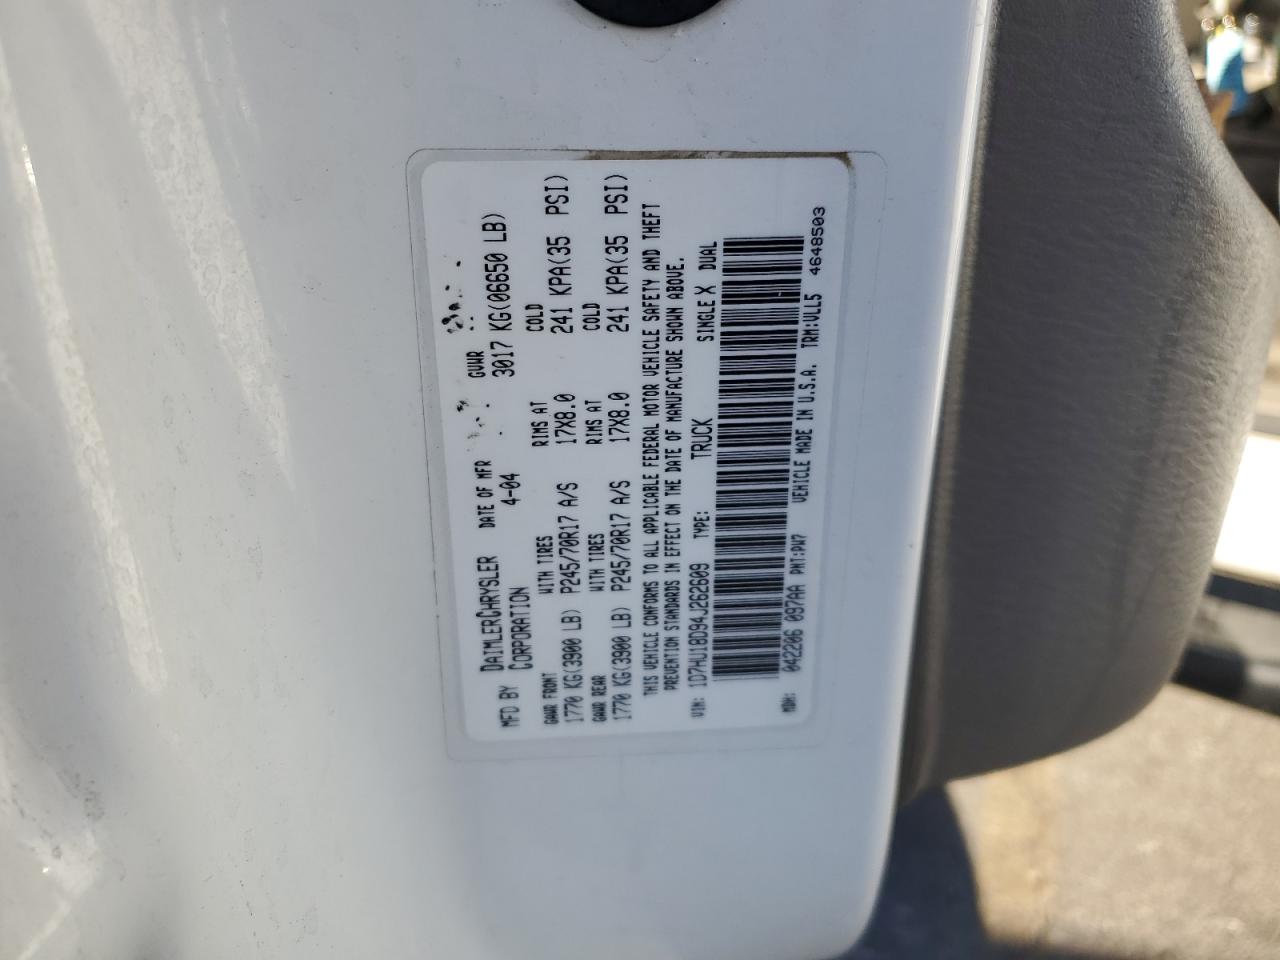 MFD BY DAIMLERCHRYSLER CORPORATION DATE OF MFR 4-04 GVWR 3017 KG(06650 LB)
GAWR FRONT WITH TIRES RIMS AT COLD
1770 KG(3900 LB) P245/70R17 A/S 17X8.0 241 KPA(35 PSI)
GAWR REAR WITH TIRES RIMS AT COLD
1770 KG(3900 LB) P245/70R17 A/S 17X8.0 241 KPA(35 PSI)
THIS VEHICLE CONFORMS TO ALL APPLICABLE FEDERAL MOTOR VEHICLE SAFETY AND THEFT
PREVENTION STANDARDS IN EFFECT ON THE DATE OF MANUFACTURE SHOWN ABOVE.
VIN: 1D7HU18D94J262609 TYPE: TRUCK SINGLE X DUAL
MDH: 042206 097AA PNT:PW7 VEHICLE MADE IN U.S.A. TRM:VLL5 4648503